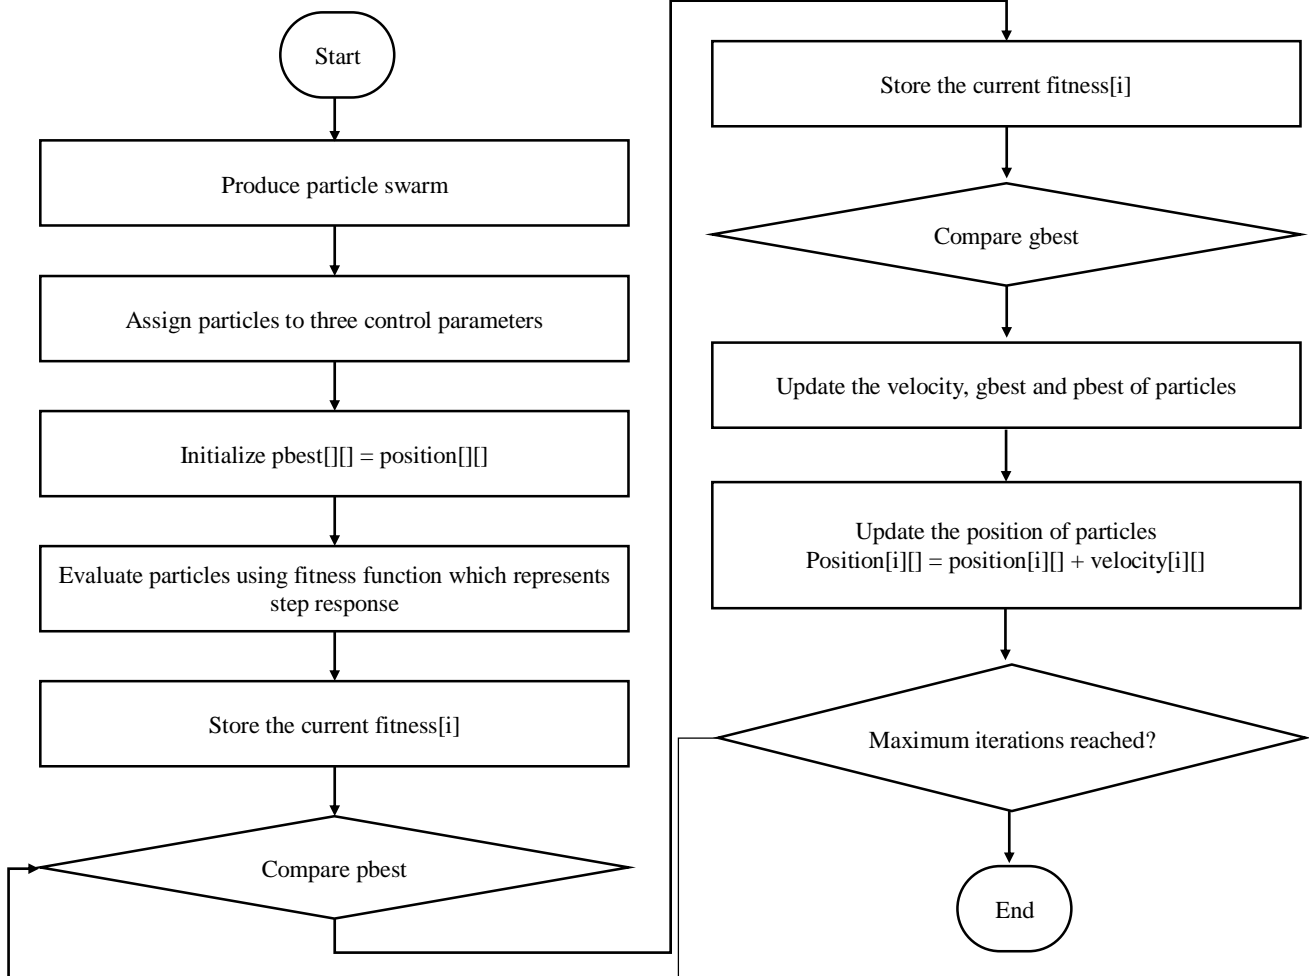 Start
Produce particle swarm
Assign particles to three control parameters
Initialize pbest[][] = position[][]
Evaluate particles using fitness function which represents
step response
Store the current fitness[i]
Compare pbest
Store the current fitness[i]
Compare gbest
Update the velocity, gbest and pbest of particles
Update the position of particles
Position[i][] = position[i][] + velocity[i][]
Maximum iterations reached?
End